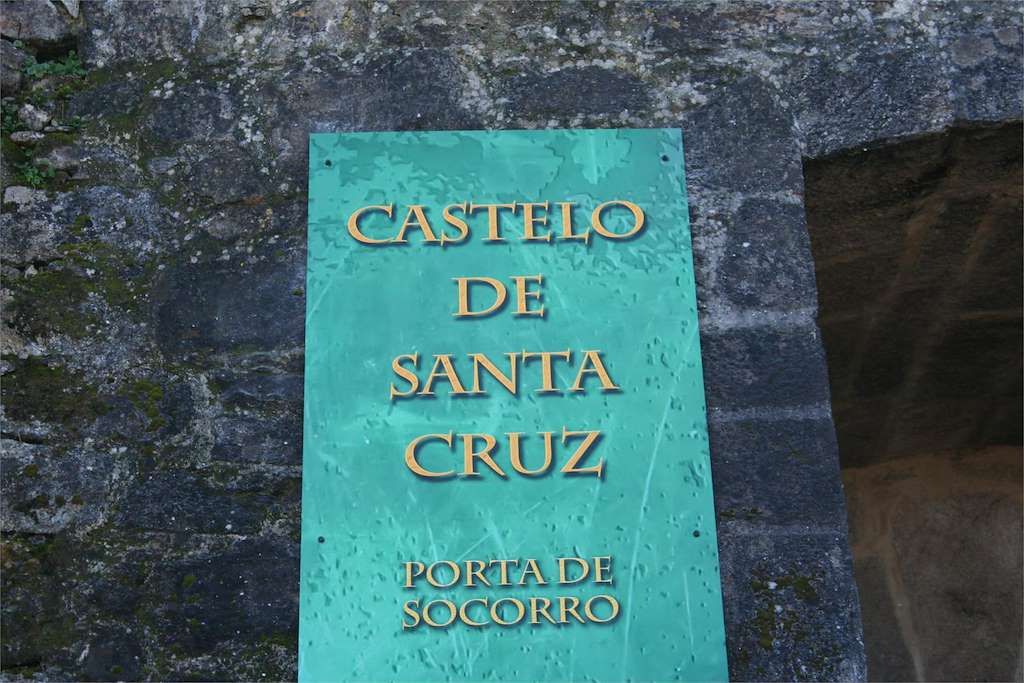 CASTELO
DE
SANTA
CRUZ
PORTA DE
SOCORRO